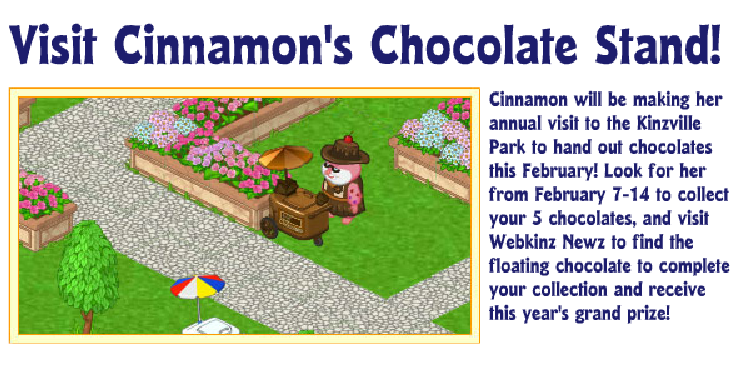 Visit Cinnamon's Chocolate Stand!
Cinnamon will be making her
annual visit to the Kinzville
Park to hand out chocolates
this February! Look for her
from February 7-14 to collect
your 5 chocolates, and visit
Webkinz Newz to find the
floating chocolate to complete
your collection and receive
this year's grand prize!